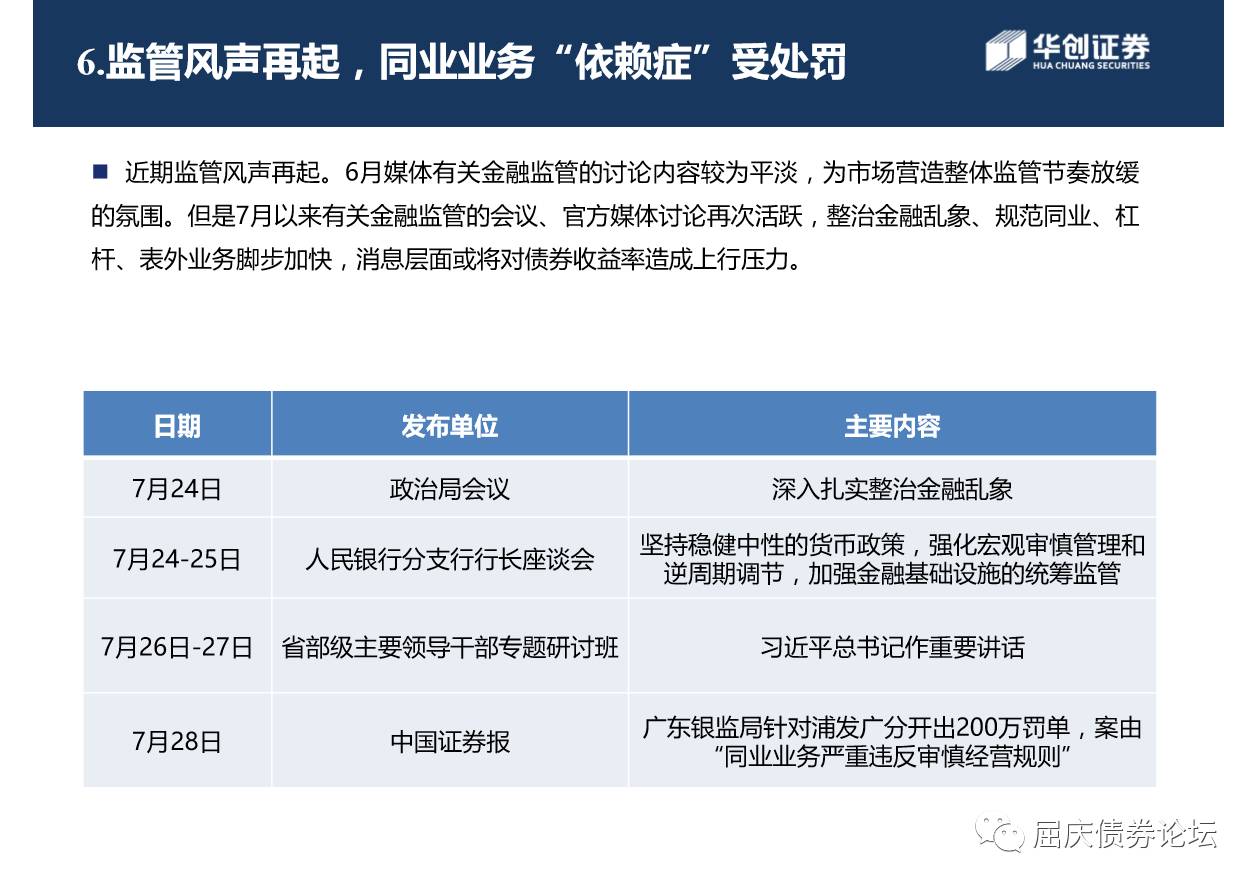 6.监管风声再起，同业业务“依赖症”受处罚
华创证券
HUA CHUANG SECURITIES
■ 近期监管风声再起。6月媒体有关金融监管的讨论内容较为平淡，为市场营造整体监管节奏放缓
的氛围。但是7月以来有关金融监管的会议、官方媒体讨论再次活跃，整治金融乱象、规范同业、杠
杆、表外业务脚步加快，消息层面或将对债券收益率造成上行压力。
日期 发布单位 主要内容
7月24日 政治局会议 深入扎实整治金融乱象
7月24-25日 人民银行分支行行长座谈会 坚持稳健中性的货币政策，强化宏观审慎管理和
逆周期调节，加强金融基础设施的统筹监管
7月26日-27日 省部级主要领导干部专题研讨班 习近平总书记作重要讲话
7月28日 中国证券报 广东银监局针对浦发广分开出200万罚单，案由
“同业业务严重违反审慎经营规则”
屈庆债券论坛